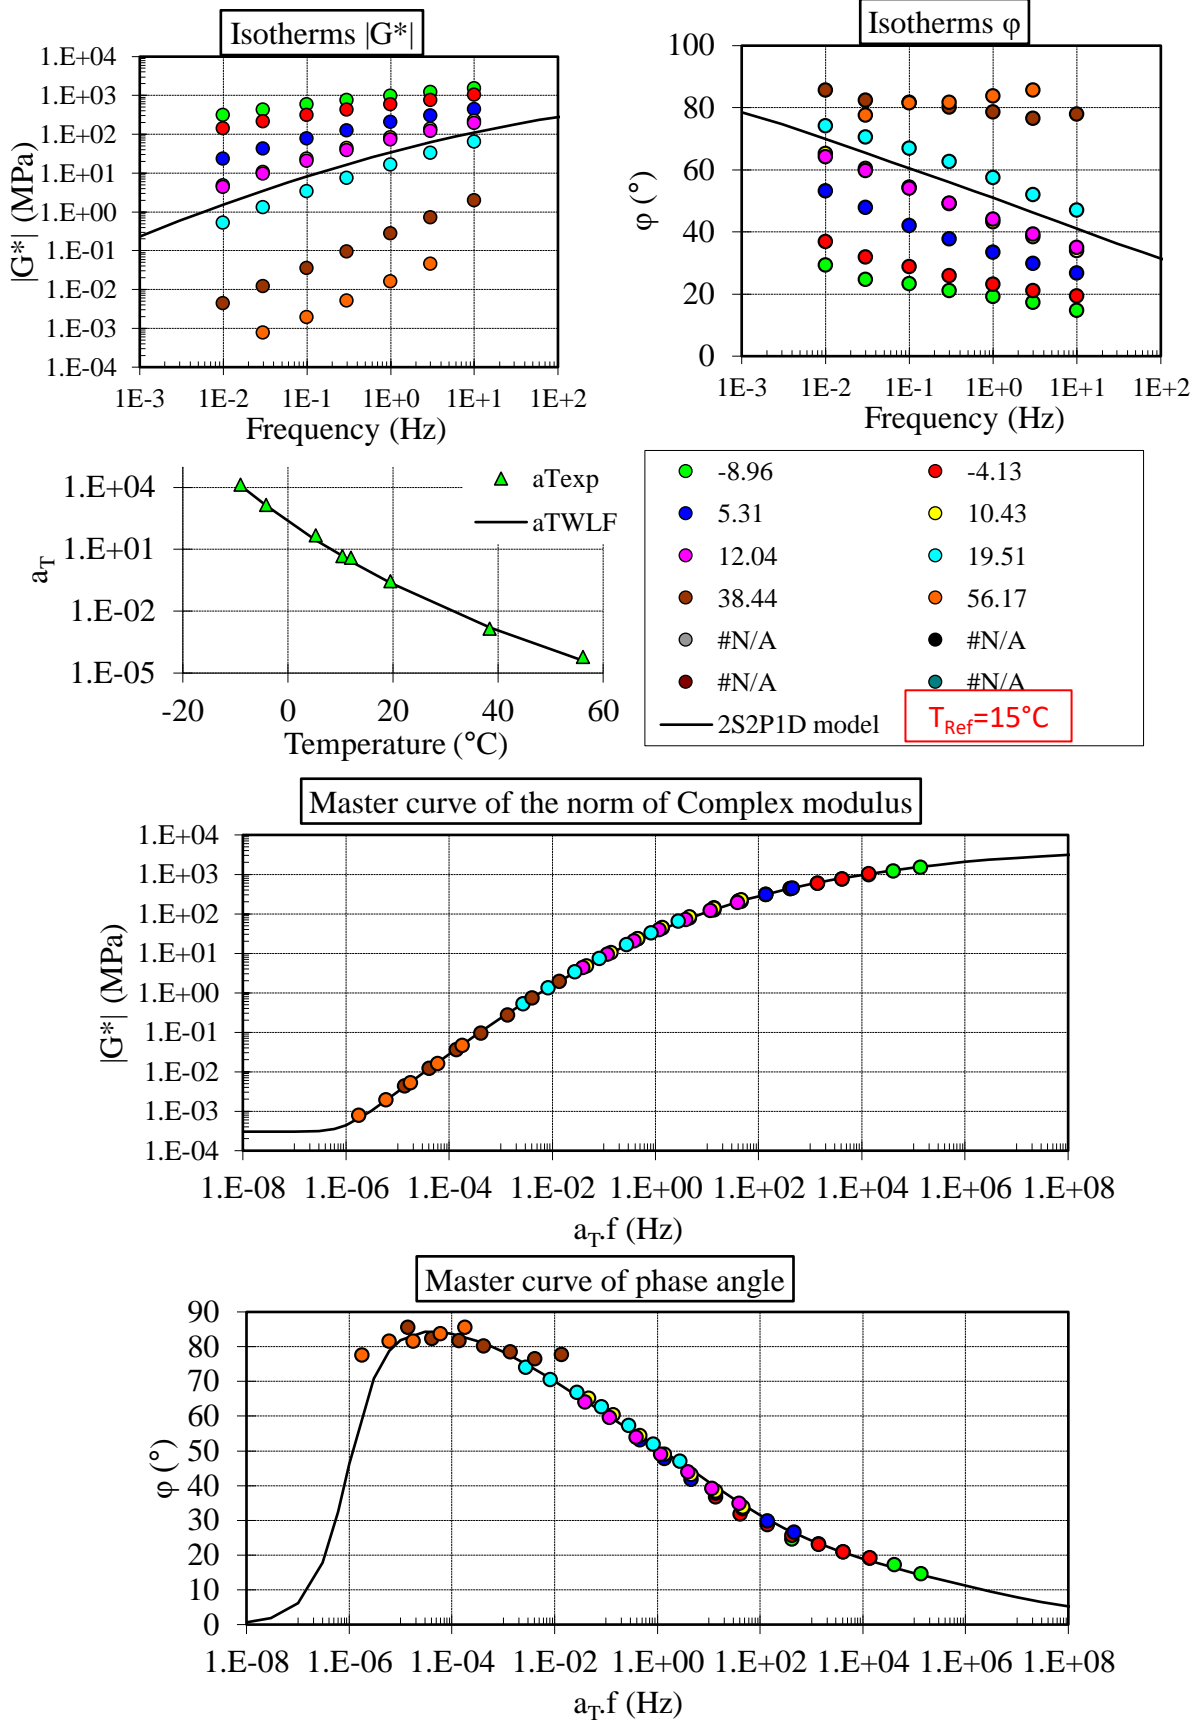 Isotherms |G*|
1.E+04
1.E+03
1.E+02
1.E+01
1.E+00
1.E-01
1.E-02
1.E-03
1.E-04
|G*| (MPa)
1E-3 1E-2 1E-1 1E+0 1E+1 1E+2
Frequency (Hz)
Isotherms φ
100
80
60
40
20
0
φ (°)
1E-3 1E-2 1E-1 1E+0 1E+1 1E+2
Frequency (Hz)
1.E+04
1.E+01
1.E-02
1.E-05
aT
aTexp
aTWLF
-20 0 20 40 60
Temperature (°C)
-8.96 -4.13
5.31 10.43
12.04 19.51
38.44 56.17
#N/A #N/A
#N/A #N/A
2S2P1D model
TRef=15°C
Master curve of the norm of Complex modulus
1.E+04
1.E+03
1.E+02
1.E+01
1.E+00
1.E-01
1.E-02
1.E-03
1.E-04
|G*| (MPa)
1.E-08 1.E-06 1.E-04 1.E-02 1.E+00 1.E+02 1.E+04 1.E+06 1.E+08
aT.f (Hz)
Master curve of phase angle
90
80
70
60
50
40
30
20
10
0
φ (°)
1.E-08 1.E-06 1.E-04 1.E-02 1.E+00 1.E+02 1.E+04 1.E+06 1.E+08
aT.f (Hz)